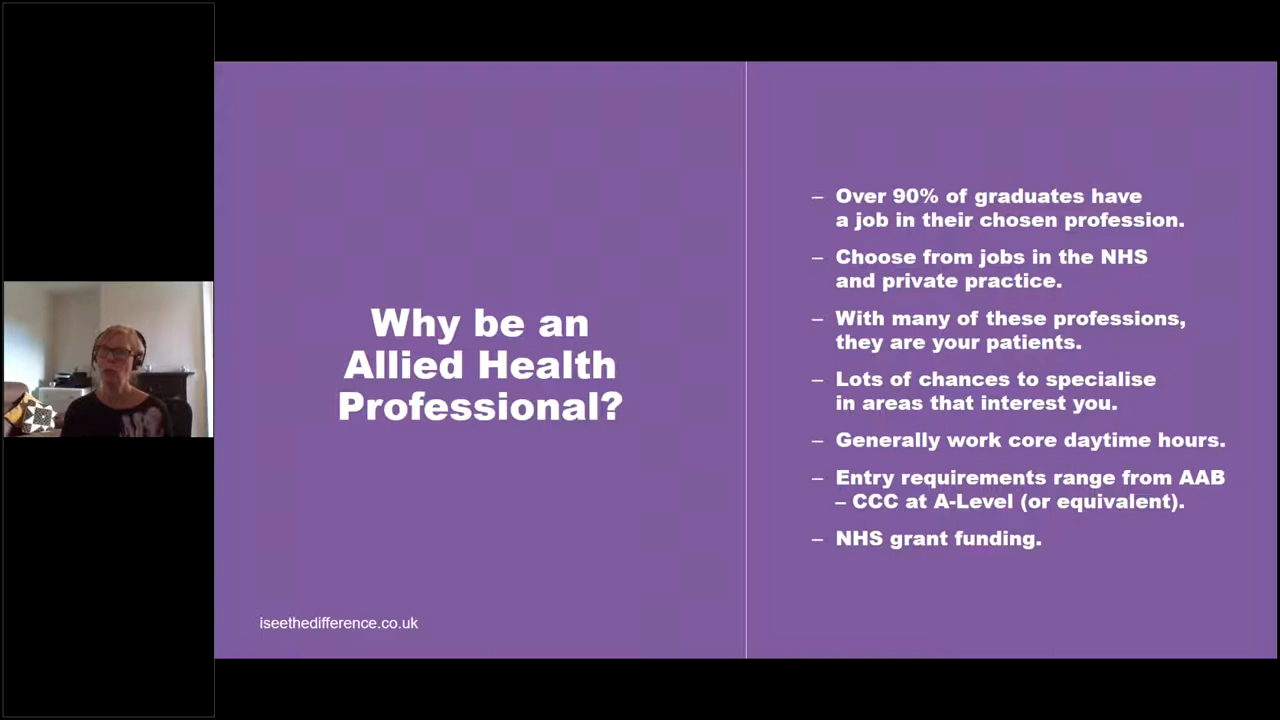 Why be an
Allied Health
Professional?
iseethedifference.co.uk
– Over 90% of graduates have
a job in their chosen profession.
– Choose from jobs in the NHS
and private practice.
– With many of these professions,
they are your patients.
– Lots of chances to specialise
in areas that interest you.
– Generally work core daytime hours.
– Entry requirements range from AAB
– CCC at A-Level (or equivalent).
– NHS grant funding.